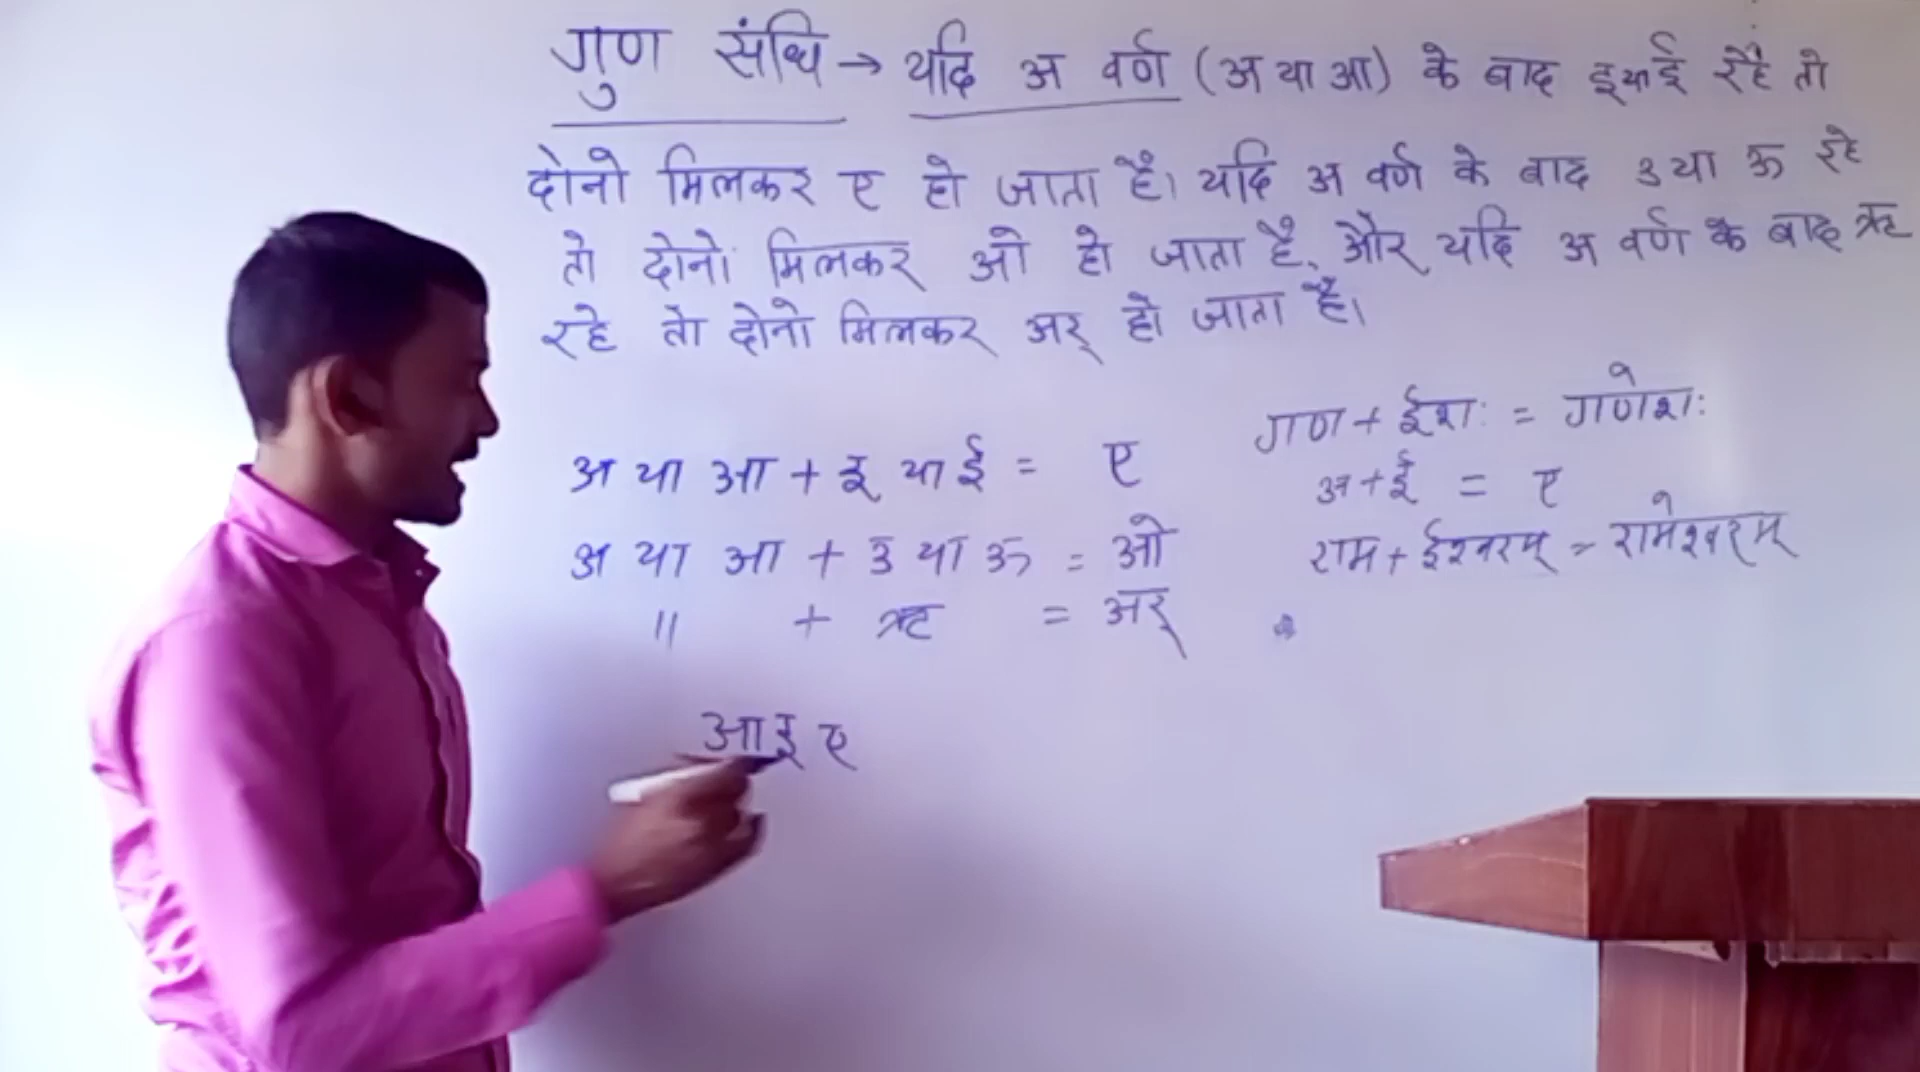 गुण संधि → यदि अ वर्ण (अ या आ) के बाद इ या ई रहे तो
दोनो मिलकर ए हो जाता है। यदि अ वर्ण के बाद उ या ऊ रहे
तो दोनो मिलकर ओ हो जाता है, और यदि अ वर्ण के बाद ऋ
रहे तो दोनो मिलकर अर् हो जाता है।
अ या आ + इ या ई = ए
अ या आ + उ या ऊ = ओ
" + ऋ = अर्
गण + ईशः = गणेशः
अ + ई = ए
राम + ईश्वरम् = रामेश्वरम्
आइए